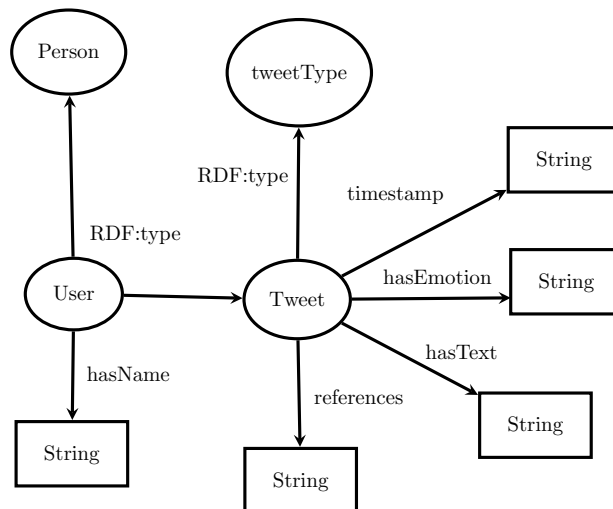 Person
tweetType
String
RDF:type
timestamp
RDF:type
hasEmotion
String
User
Tweet
hasText
hasName
references
String
String
String